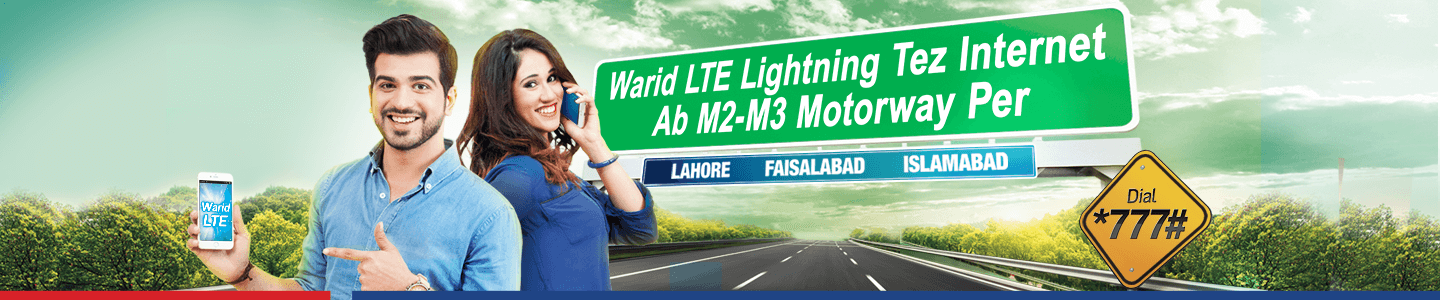 Warid LTE Lightning Tez Internet
Ab M2-M3 Motorway Per
LAHORE FAISALABAD ISLAMABAD
Warid
LTE
Dial
*777#